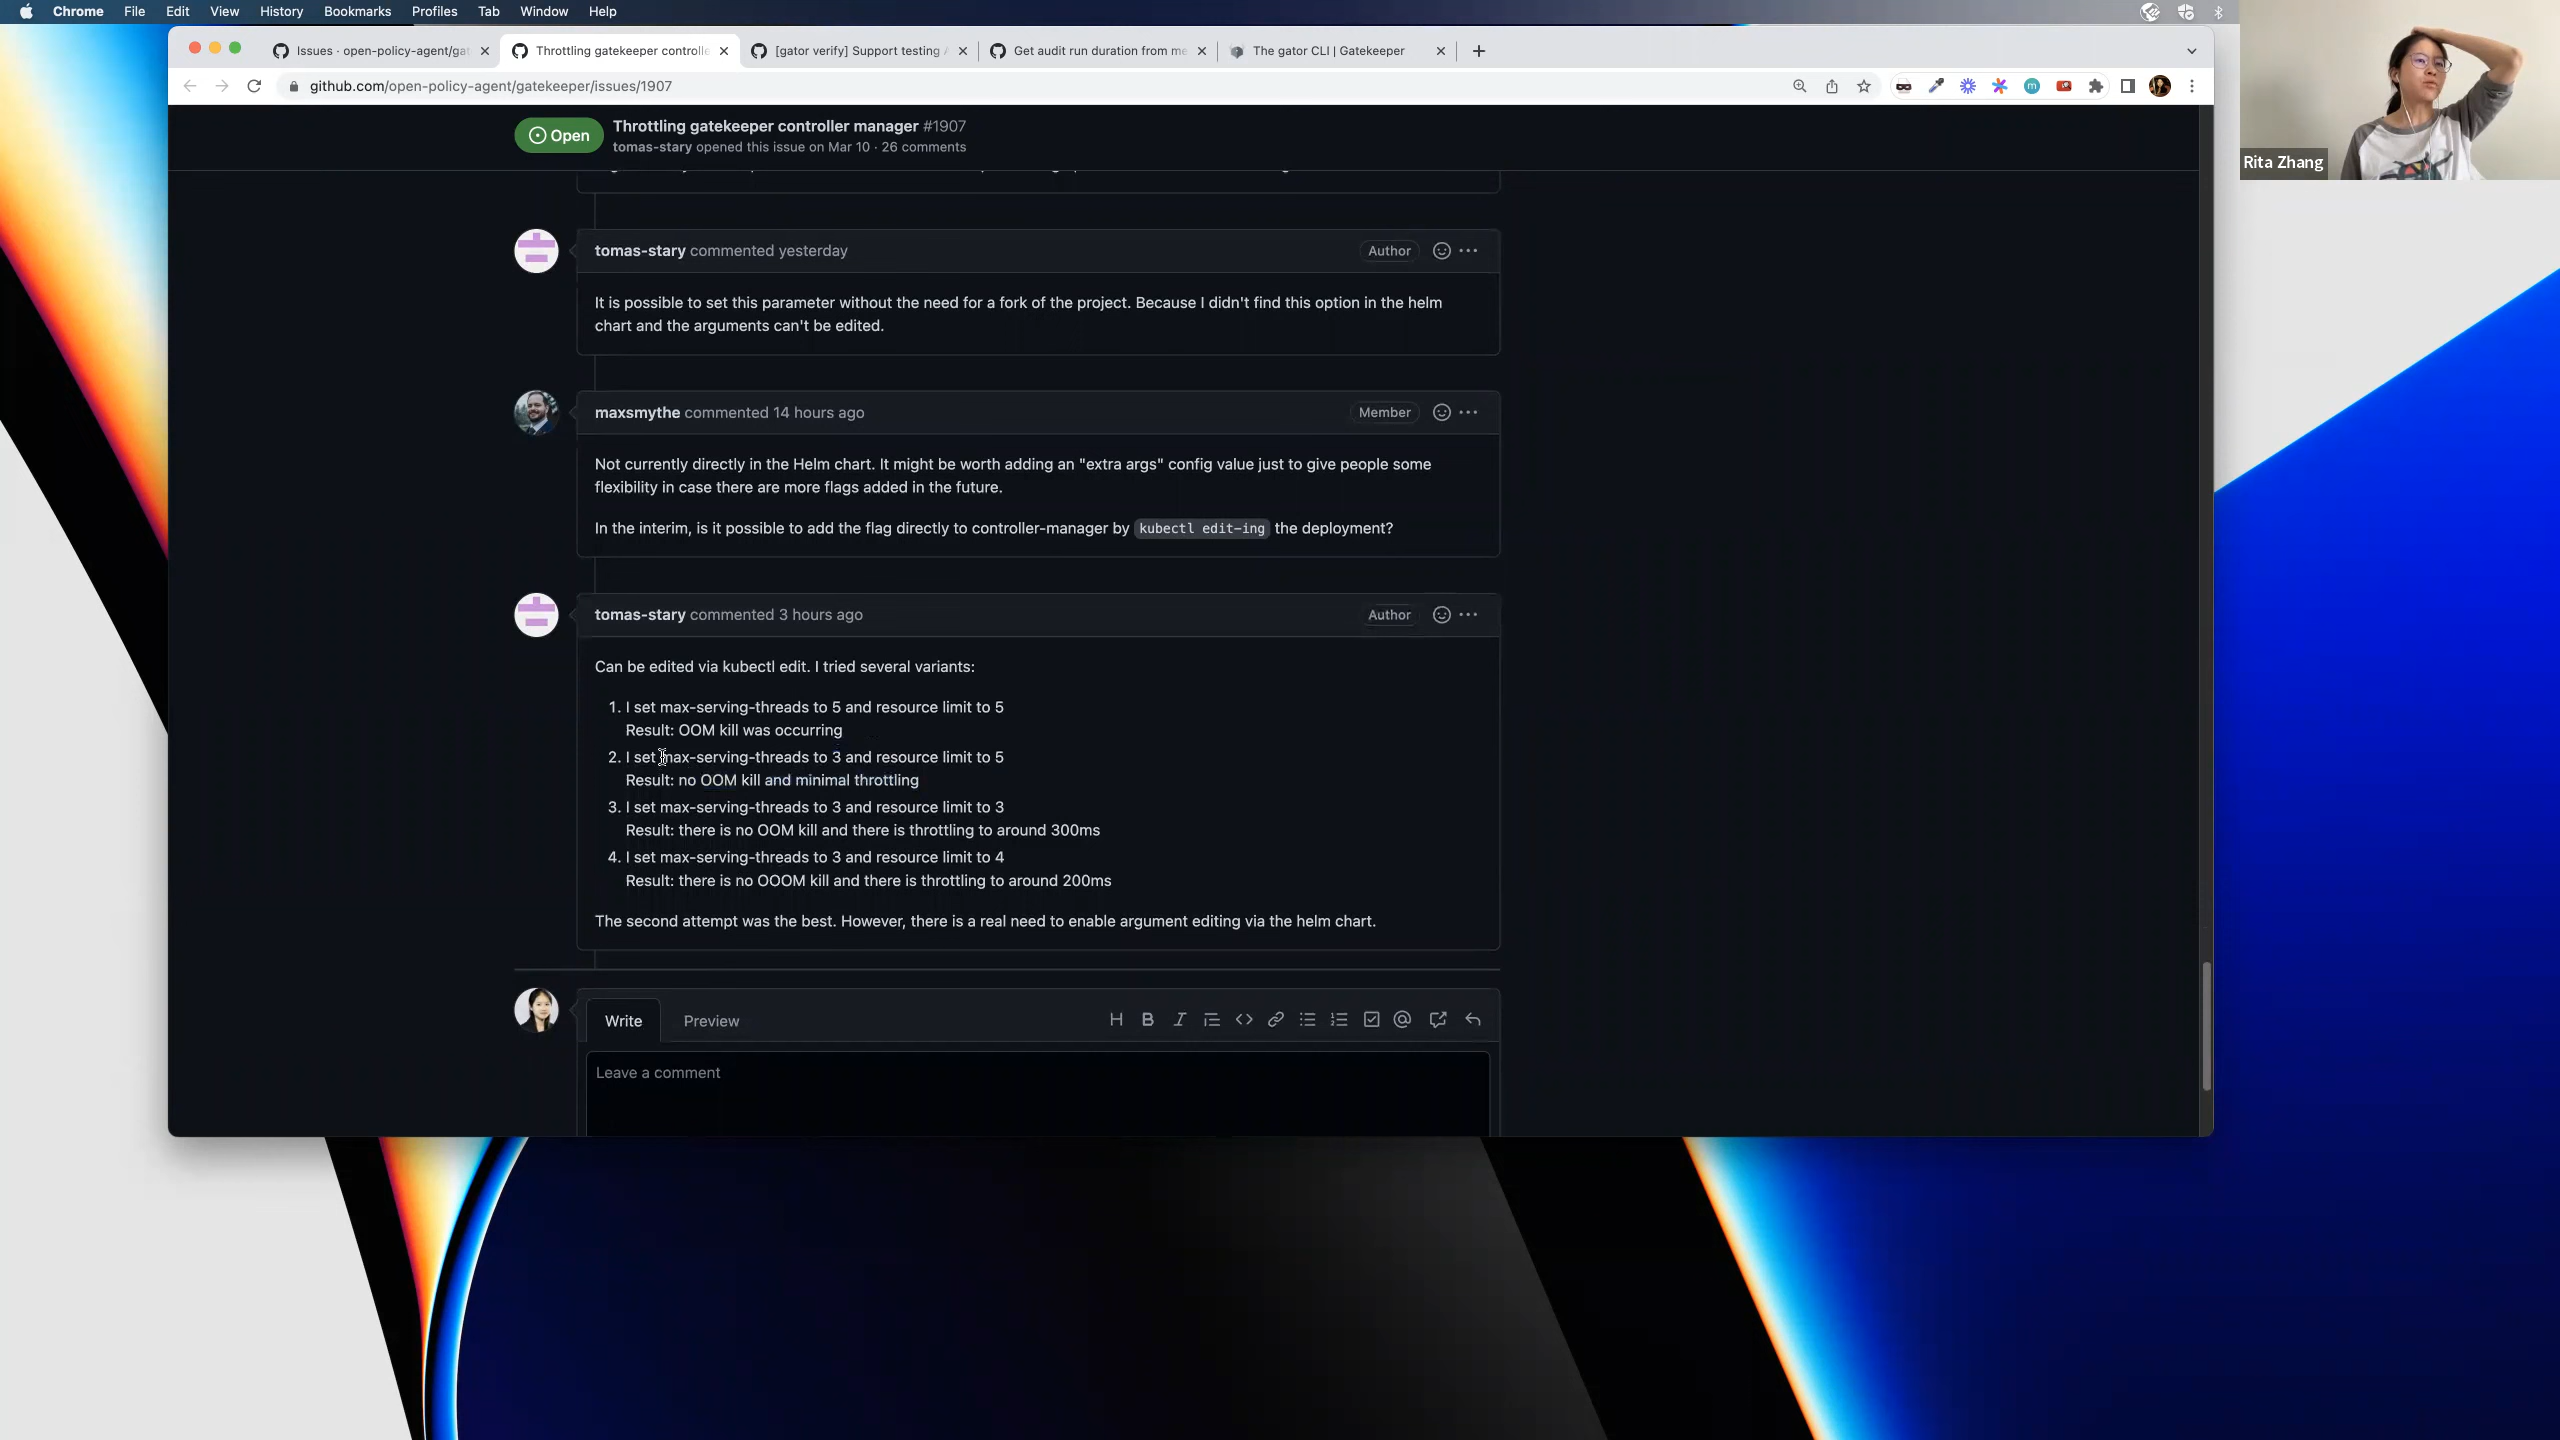 Chrome File Edit View History Bookmarks Profiles Tab Window Help
Issues · open-policy-agent/gat
Throttling gatekeeper controlle
[gator verify] Support testing
Get audit run duration from me
The gator CLI | Gatekeeper
github.com/open-policy-agent/gatekeeper/issues/1907
Rita Zhang
Open
Throttling gatekeeper controller manager #1907
tomas-stary opened this issue on Mar 10 · 26 comments
tomas-stary commented yesterday
Author
It is possible to set this parameter without the need for a fork of the project. Because I didn't find this option in the helm
chart and the arguments can't be edited.
maxsmythe commented 14 hours ago
Member
Not currently directly in the Helm chart. It might be worth adding an "extra args" config value just to give people some
flexibility in case there are more flags added in the future.
In the interim, is it possible to add the flag directly to controller-manager by kubectl edit-ing the deployment?
tomas-stary commented 3 hours ago
Author
Can be edited via kubectl edit. I tried several variants:
1. I set max-serving-threads to 5 and resource limit to 5
Result: OOM kill was occurring
2. I set max-serving-threads to 3 and resource limit to 5
Result: no OOM kill and minimal throttling
3. I set max-serving-threads to 3 and resource limit to 3
Result: there is no OOM kill and there is throttling to around 300ms
4. I set max-serving-threads to 3 and resource limit to 4
Result: there is no OOOM kill and there is throttling to around 200ms
The second attempt was the best. However, there is a real need to enable argument editing via the helm chart.
Write
Preview
Leave a comment